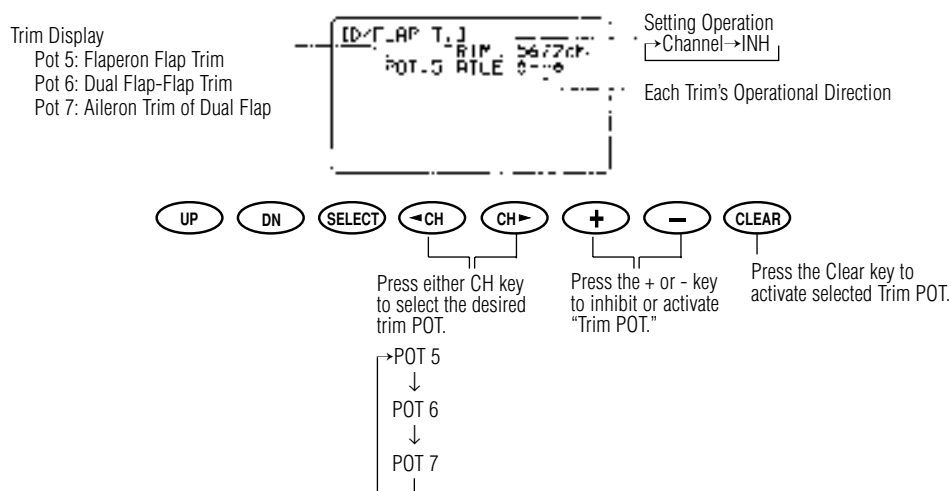 Trim Display
Pot 5: Flaperon Flap Trim
Pot 6: Dual Flap-Flap Trim
Pot 7: Aileron Trim of Dual Flap
TRIM
POT.5
Setting Operation
→Channel→INH
Each Trim's Operational Direction
UP DN SELECT ◄CH CH► + – CLEAR
Press either CH key
to select the desired
trim POT.
Press the + or - key
to inhibit or activate
“Trim POT.”
Press the Clear key to
activate selected Trim POT.
→POT 5
↓
POT 6
↓
POT 7